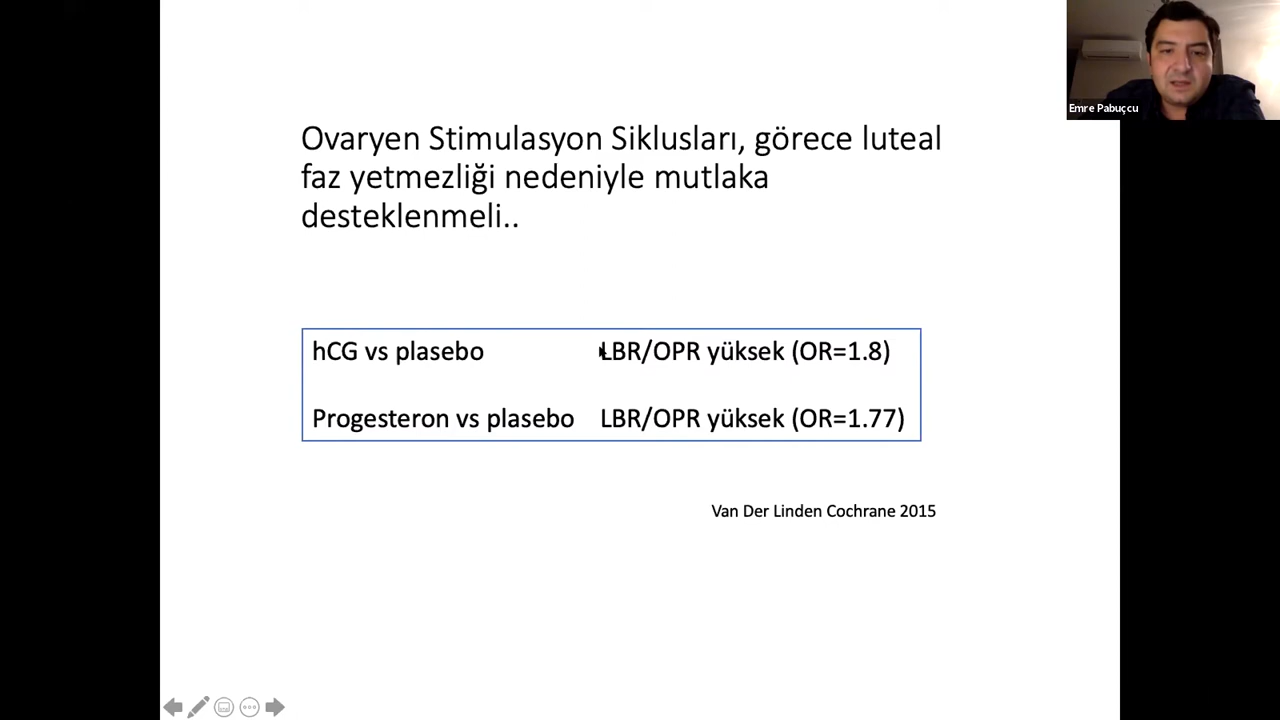 Emre Pabuçcu
Ovaryen Stimulasyon Siklusları, görece luteal
faz yetmezliği nedeniyle mutlaka
desteklenmeli..
hCG vs plasebo LBR/OPR yüksek (OR=1.8)
Progesteron vs plasebo LBR/OPR yüksek (OR=1.77)
Van Der Linden Cochrane 2015